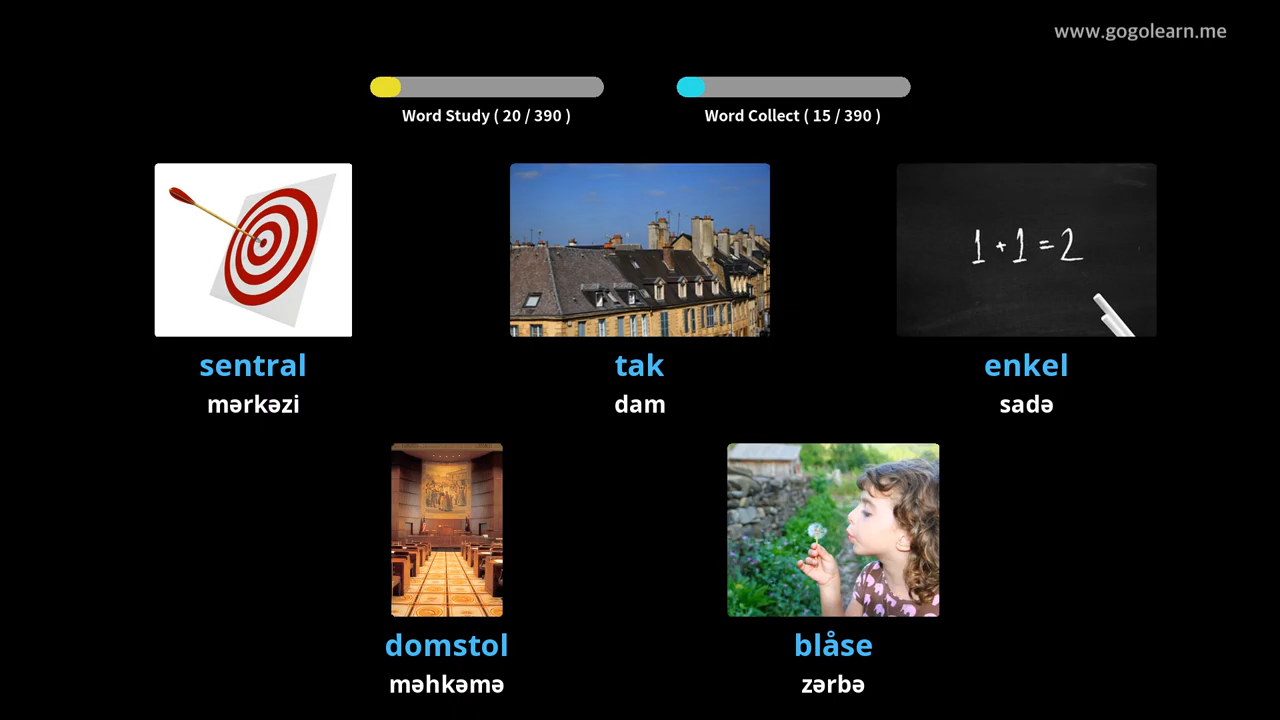 www.gogolearn.me
Word Study ( 20 / 390 )
Word Collect ( 15 / 390 )
1 + 1 = 2
sentral
tak
enkel
mərkəzi
dam
sadə
domstol
blåse
məhkəmə
zərbə